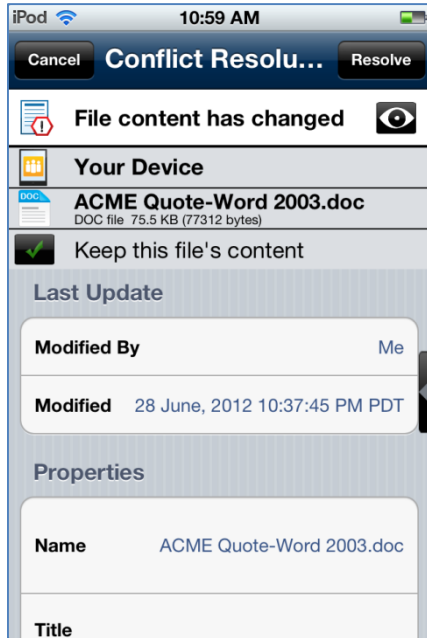 iPod 10:59 AM
Cancel Conflict Resolu... Resolve
File content has changed
Your Device
DOC ACME Quote-Word 2003.doc
DOC file 75.5 KB (77312 bytes)
Keep this file's content
Last Update
Modified By Me
Modified 28 June, 2012 10:37:45 PM PDT
Properties
Name ACME Quote-Word 2003.doc
Title